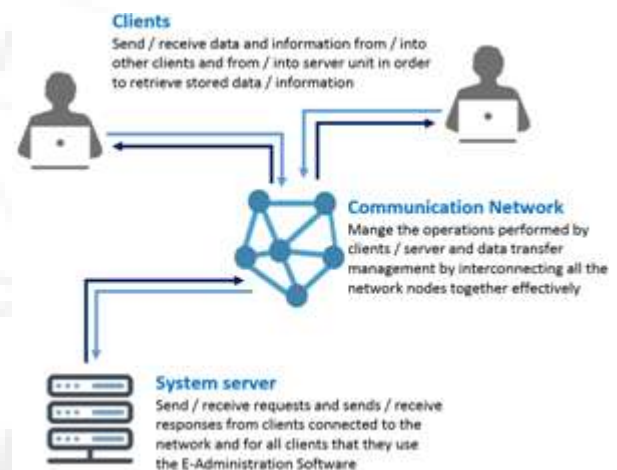 Clients
Send / receive data and information from / into
other clients and from / into server unit in order
to retrieve stored data / information
Communication Network
Mange the operations performed by
clients / server and data transfer
management by interconnecting all the
network nodes together effectively
System server
Send / receive requests and sends / receive
responses from clients connected to the
network and for all clients that they use
the E-Administration Software